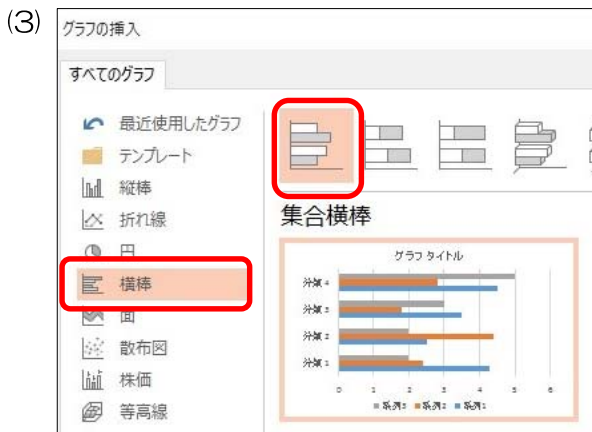 (3)
グラフの挿入
すべてのグラフ
最近使用したグラフ
テンプレート
縦棒
折れ線
円
横棒
面
散布図
株価
等高線
集合横棒
グラフ タイトル
分類 4
分類 3
分類 2
分類 1
0 1 2 3 4 5 6
系列3 系列2 系列1